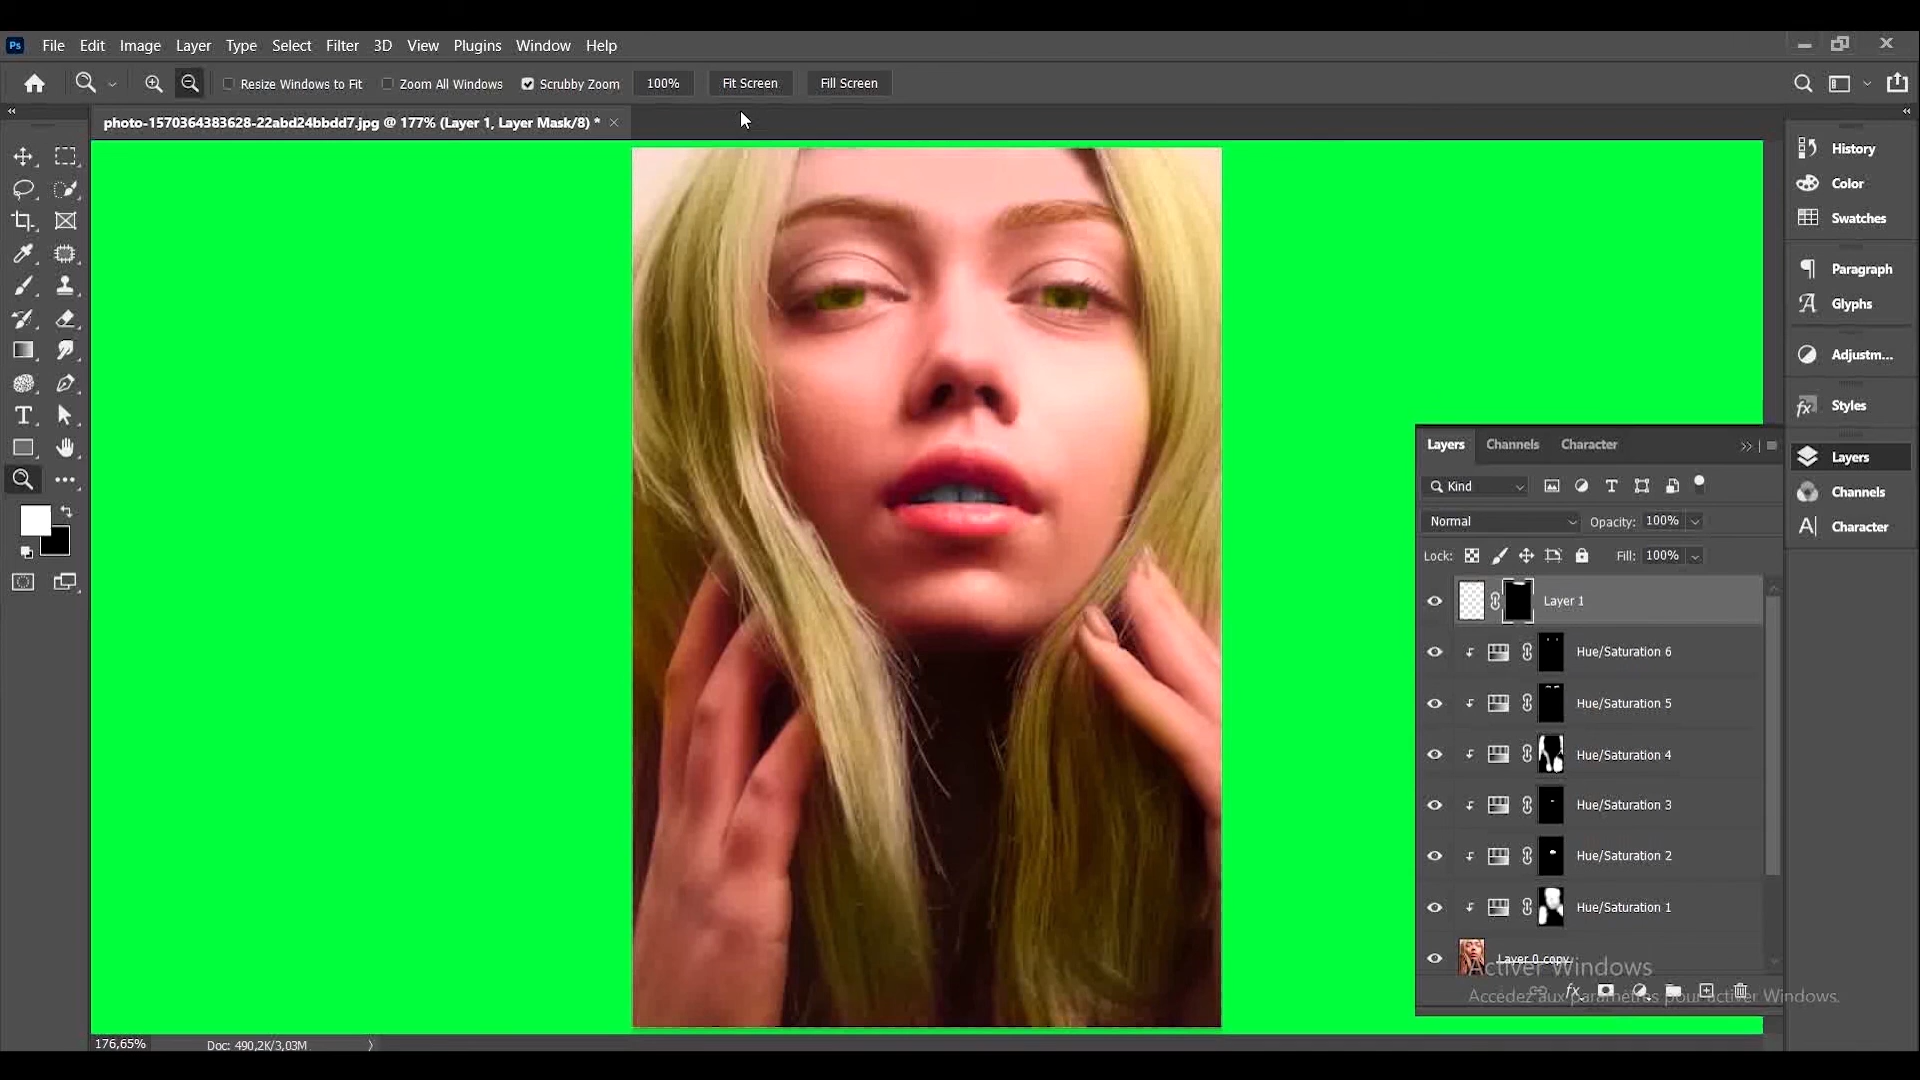 Ps File Edit Image Layer Type Select Filter 3D View Plugins Window Help
Resize Windows to Fit Zoom All Windows Scrubby Zoom 100% Fit Screen Fill Screen
photo-1570364383628-22abd24bbdd7.jpg @ 177% (Layer 1, Layer Mask/8) *
History
Color
Swatches
Paragraph
Glyphs
Adjustm...
Styles
Layers
Channels
Character
Layers Channels Character
Kind
Normal Opacity: 100%
Lock: Fill: 100%
Layer 1
Hue/Saturation 6
Hue/Saturation 5
Hue/Saturation 4
Hue/Saturation 3
Hue/Saturation 2
Hue/Saturation 1
Layer 0 copy
Activer Windows
Accédez aux paramètres pour activer Windows.
176,65% Doc: 490,2K/3,03M